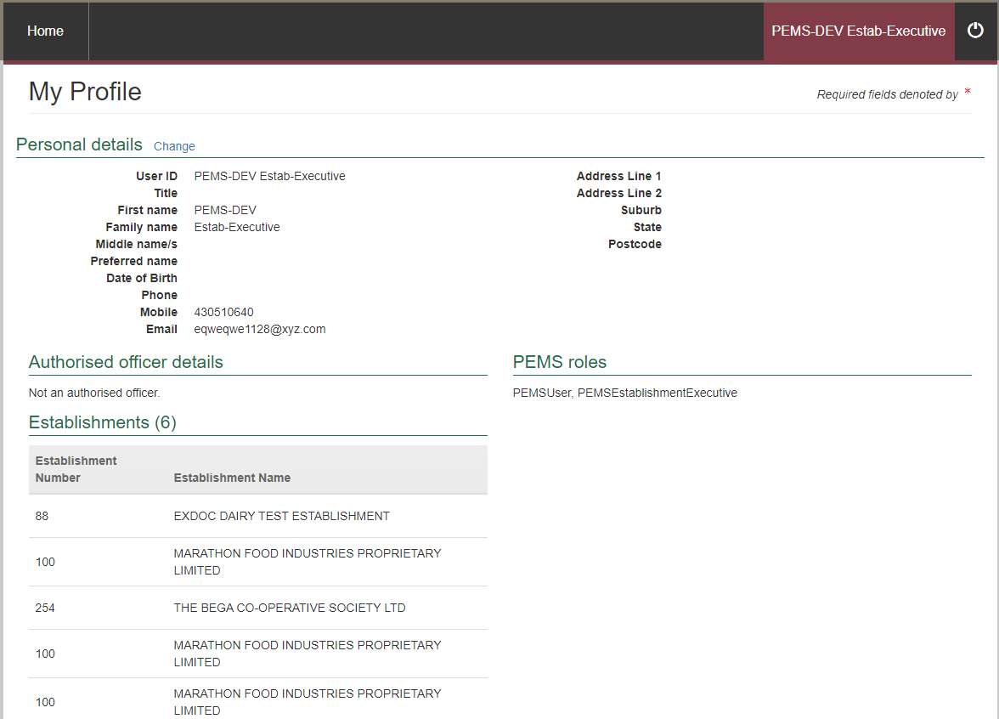 Home
PEMS-DEV Estab-Executive
My Profile
Required fields denoted by *
Personal details Change
User ID PEMS-DEV Estab-Executive
Title
First name PEMS-DEV
Family name Estab-Executive
Middle name/s
Preferred name
Date of Birth
Phone
Mobile 430510640
Email eqweqwe1128@xyz.com
Address Line 1
Address Line 2
Suburb
State
Postcode
Authorised officer details
Not an authorised officer.
PEMS roles
PEMSUser, PEMSEstablishmentExecutive
Establishments (6)
Establishment
Number
Establishment Name
88 EXDOC DAIRY TEST ESTABLISHMENT
100 MARATHON FOOD INDUSTRIES PROPRIETARY
LIMITED
254 THE BEGA CO-OPERATIVE SOCIETY LTD
100 MARATHON FOOD INDUSTRIES PROPRIETARY
LIMITED
100 MARATHON FOOD INDUSTRIES PROPRIETARY
LIMITED